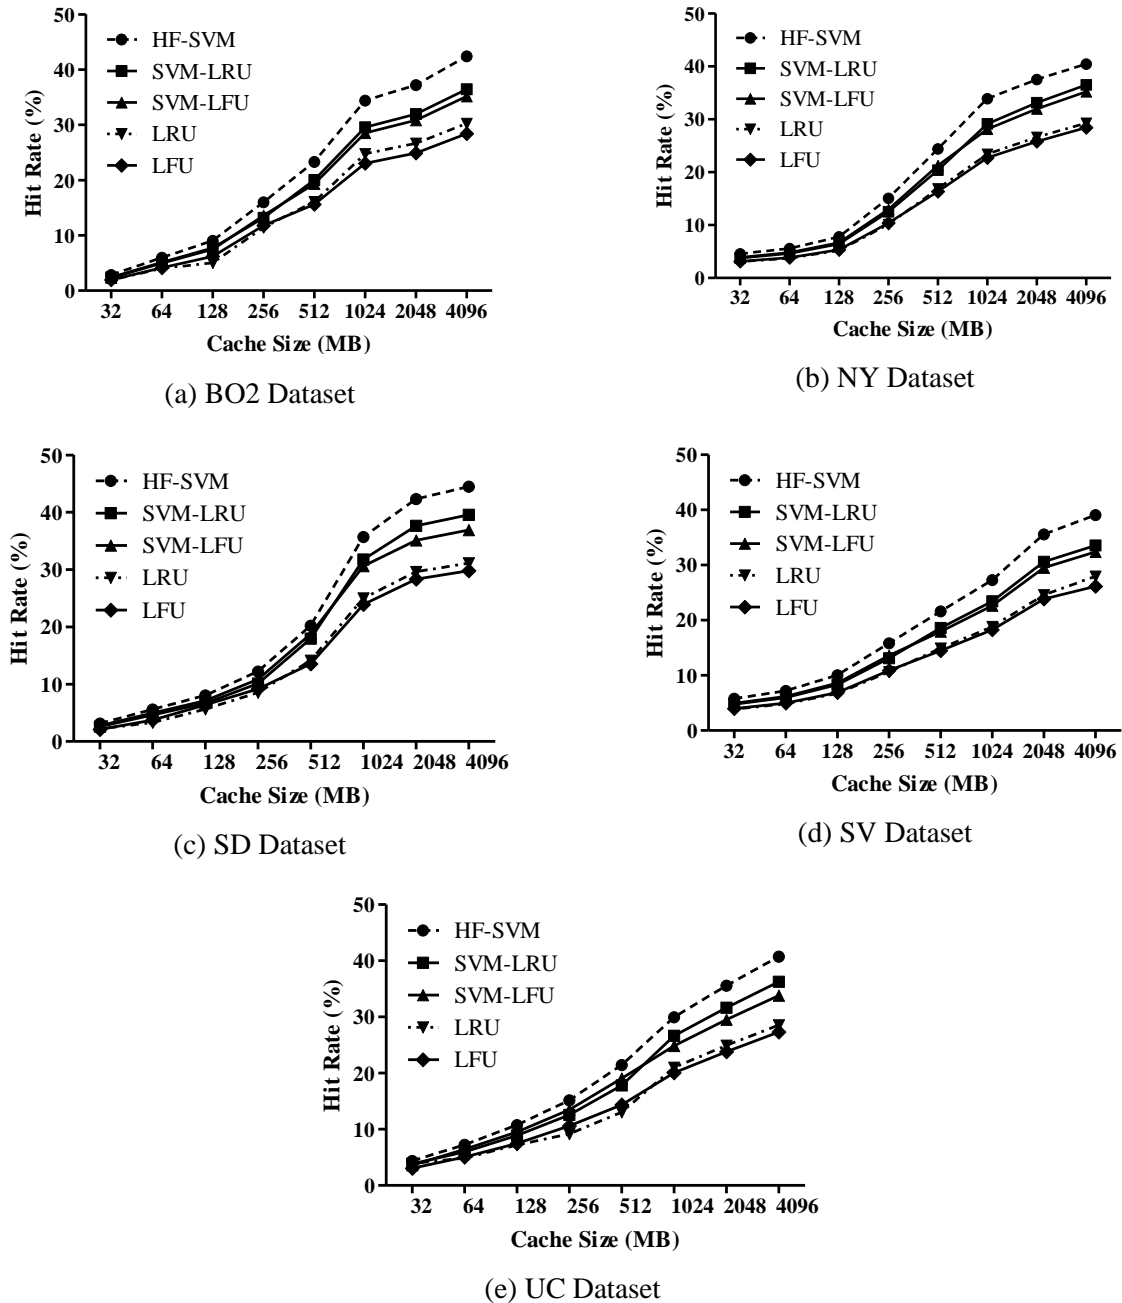 50
40
30
20
10
0
Hit Rate (%)
HF-SVM
SVM-LRU
SVM-LFU
LRU
LFU
32 64 128 256 512 1024 2048 4096
Cache Size (MB)
(a) BO2 Dataset
50
40
30
20
10
0
Hit Rate (%)
HF-SVM
SVM-LRU
SVM-LFU
LRU
LFU
32 64 128 256 512 1024 2048 4096
Cache Size (MB)
(b) NY Dataset
50
40
30
20
10
0
Hit Rate (%)
HF-SVM
SVM-LRU
SVM-LFU
LRU
LFU
32 64 128 256 512 1024 2048 4096
Cache Size (MB)
(c) SD Dataset
50
40
30
20
10
0
Hit Rate (%)
HF-SVM
SVM-LRU
SVM-LFU
LRU
LFU
32 64 128 256 512 1024 2048 4096
Cache Size (MB)
(d) SV Dataset
50
40
30
20
10
0
Hit Rate (%)
HF-SVM
SVM-LRU
SVM-LFU
LRU
LFU
32 64 128 256 512 1024 2048 4096
Cache Size (MB)
(e) UC Dataset